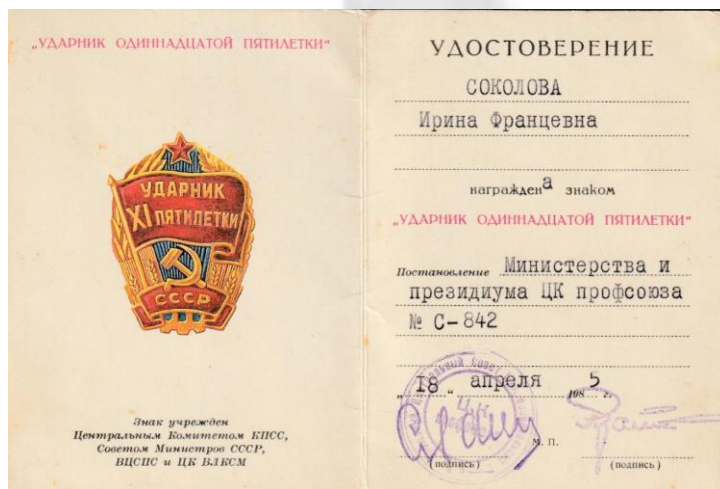 „УДАРНИК ОДИННАДЦАТОЙ ПЯТИЛЕТКИ“
УДАРНИК
XI ПЯТИЛЕТКИ
СССР
Знак учрежден
Центральным Комитетом КПСС,
Советом Министров СССР,
ВЦСПС и ЦК ВЛКСМ
УДОСТОВЕРЕНИЕ
СОКОЛОВА
Ирина Францевна
награждена знаком
„УДАРНИК ОДИННАДЦАТОЙ ПЯТИЛЕТКИ“
Постановление Министерства и
президиума ЦК профсоюза
№ С-842
„18„ апреля 1985 г.
М. П.
(подпись) (подпись)